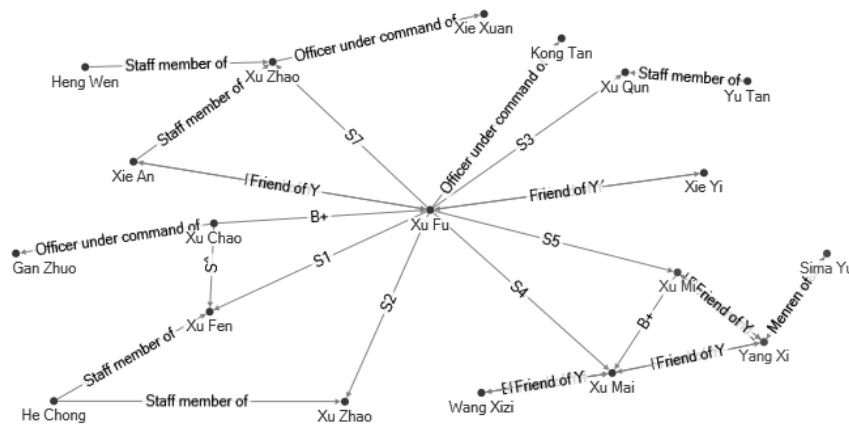 Xie Xuan
Officer under command of
Kong Tan
Staff member of
Heng Wen
Xu Zhao
Xu Qun
Staff member of
Yu Tan
Staff member of
S7
Officer under command of
S3
Xie An
Friend of Y
Friend of Y
Xie Yi
B+
Xu Fu
Officer under command of
Xu Chao
Gan Zhuo
S5
S1
S4
S2
Xu Mi
Sima Yu
Friend of Y
Menren of
Xu Fen
B+
Staff member of
Friend of Y
Yang Xi
Friend of Y
Xu Mai
Wang Xizi
He Chong
Staff member of
Xu Zhao